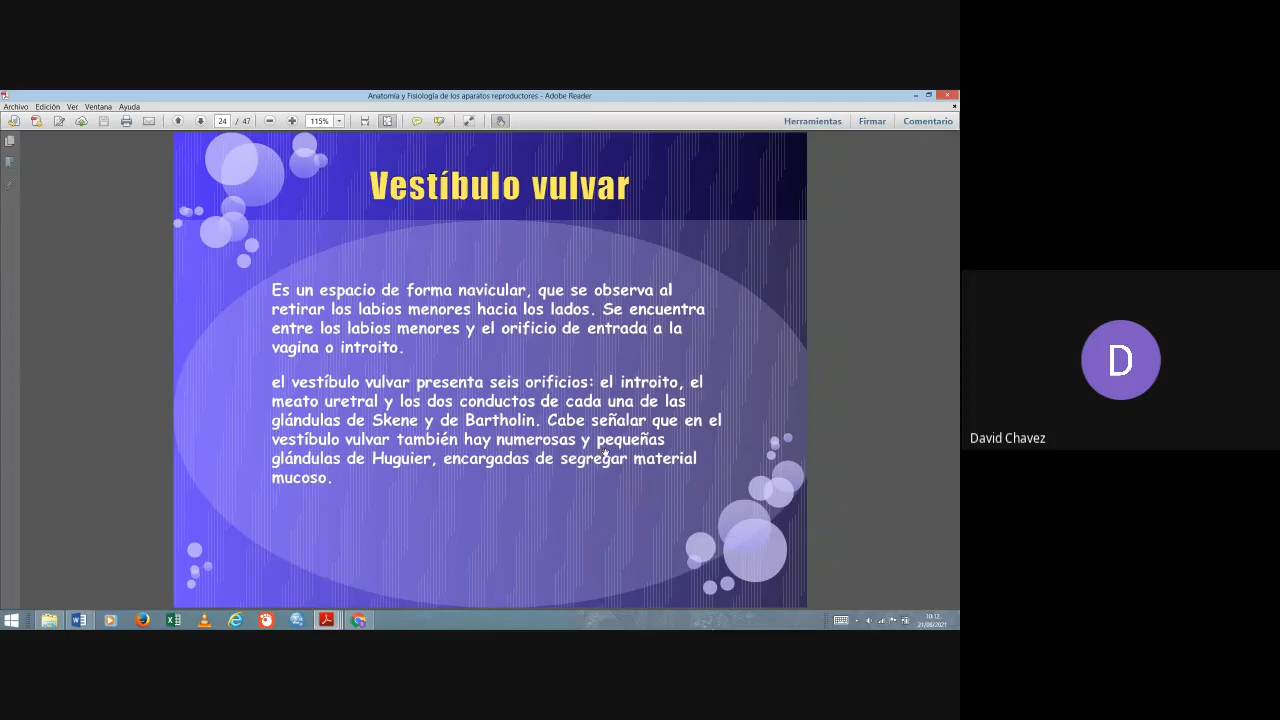 Anatomía y Fisiología de los aparatos reproductores - Adobe Reader
Archivo Edición Ver Ventana Ayuda
24 / 47 115% Herramientas Firmar Comentario
Vestíbulo vulvar
Es un espacio de forma navicular, que se observa al
retirar los labios menores hacia los lados. Se encuentra
entre los labios menores y el orificio de entrada a la
vagina o introito.
el vestíbulo vulvar presenta seis orificios: el introito, el
meato uretral y los dos conductos de cada una de las
glándulas de Skene y de Bartholin. Cabe señalar que en el
vestíbulo vulvar también hay numerosas y pequeñas
glándulas de Huguier, encargadas de segregar material
mucoso.
D
David Chavez
10:12
21/08/2021